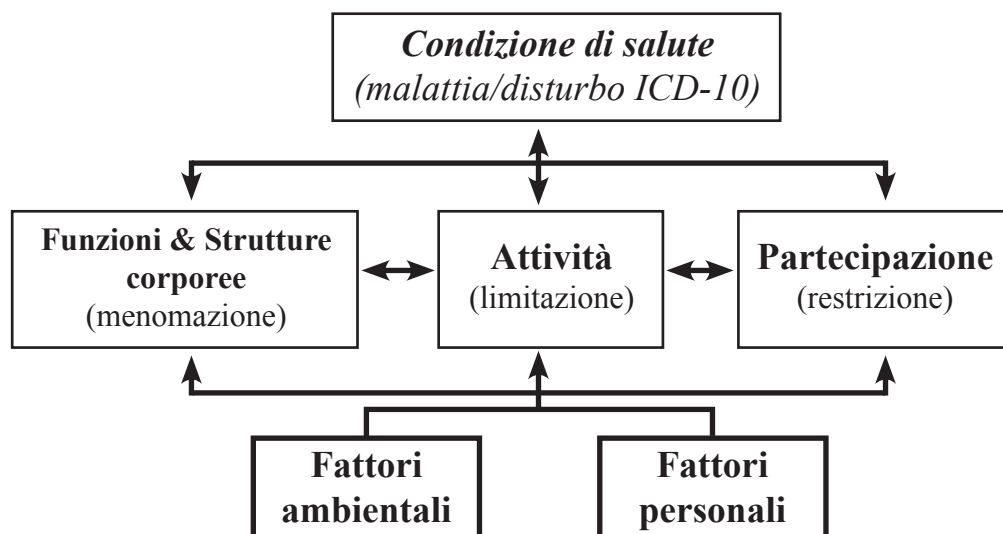 Condizione di salute
(malattia/disturbo ICD-10)
Funzioni & Strutture
corporee
(menomazione)
Attività
(limitazione)
Partecipazione
(restrizione)
Fattori
ambientali
Fattori
personali